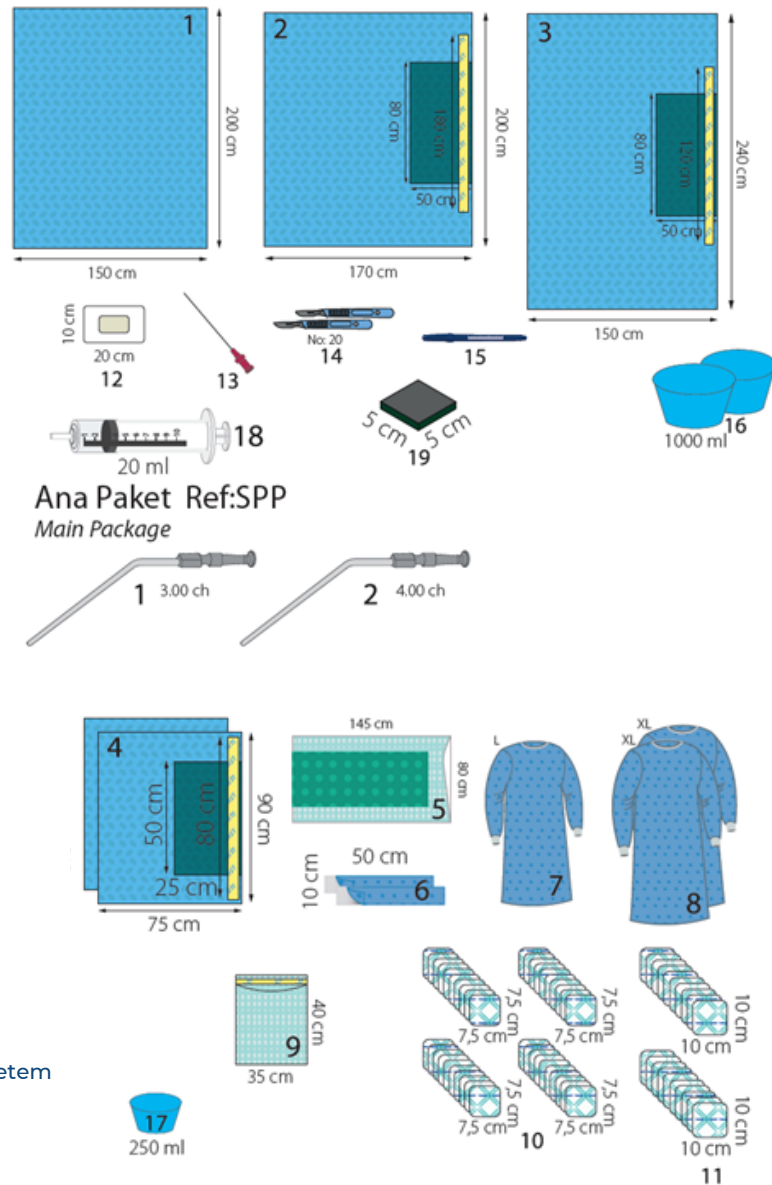 1
200 cm
150 cm
2
80 cm
180 cm
50 cm
200 cm
170 cm
3
80 cm
120 cm
50 cm
240 cm
150 cm
10 cm
20 cm
12
13
No: 20
14
15
1000 ml
16
20 ml
18
5 cm
5 cm
19
Ana Paket Ref:SPP
Main Package
1
3.00 ch
2
4.00 ch
4
50 cm
80 cm
25 cm
90 cm
75 cm
145 cm
80 cm
5
50 cm
10 cm
6
L
7
XL
XL
8
9
40 cm
35 cm
7,5 cm
7,5 cm
7,5 cm
7,5 cm
7,5 cm
7,5 cm
7,5 cm
7,5 cm
10
10 cm
10 cm
10 cm
10 cm
11
etem
17
250 ml